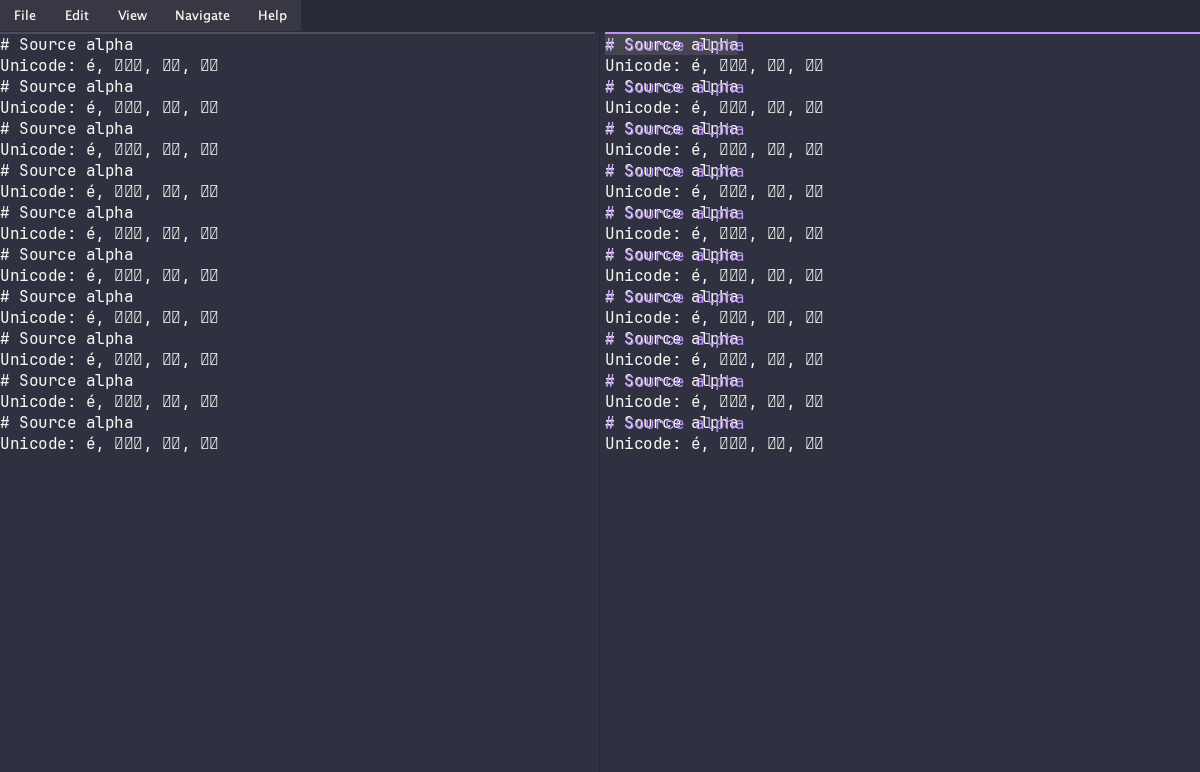 File Edit View Navigate Help
# Source alpha
Unicode: é, , ,
# Source alpha
Unicode: é, , ,
# Source alpha
Unicode: é, , ,
# Source alpha
Unicode: é, , ,
# Source alpha
Unicode: é, , ,
# Source alpha
Unicode: é, , ,
# Source alpha
Unicode: é, , ,
# Source alpha
Unicode: é, , ,
# Source alpha
Unicode: é, , ,
# Source alpha
Unicode: é, , ,
# Source alpha
Unicode: é, , ,
# Source alpha
Unicode: é, , ,
# Source alpha
Unicode: é, , ,
# Source alpha
Unicode: é, , ,
# Source alpha
Unicode: é, , ,
# Source alpha
Unicode: é, , ,
# Source alpha
Unicode: é, , ,
# Source alpha
Unicode: é, , ,
# Source alpha
Unicode: é, , ,
# Source alpha
Unicode: é, , ,